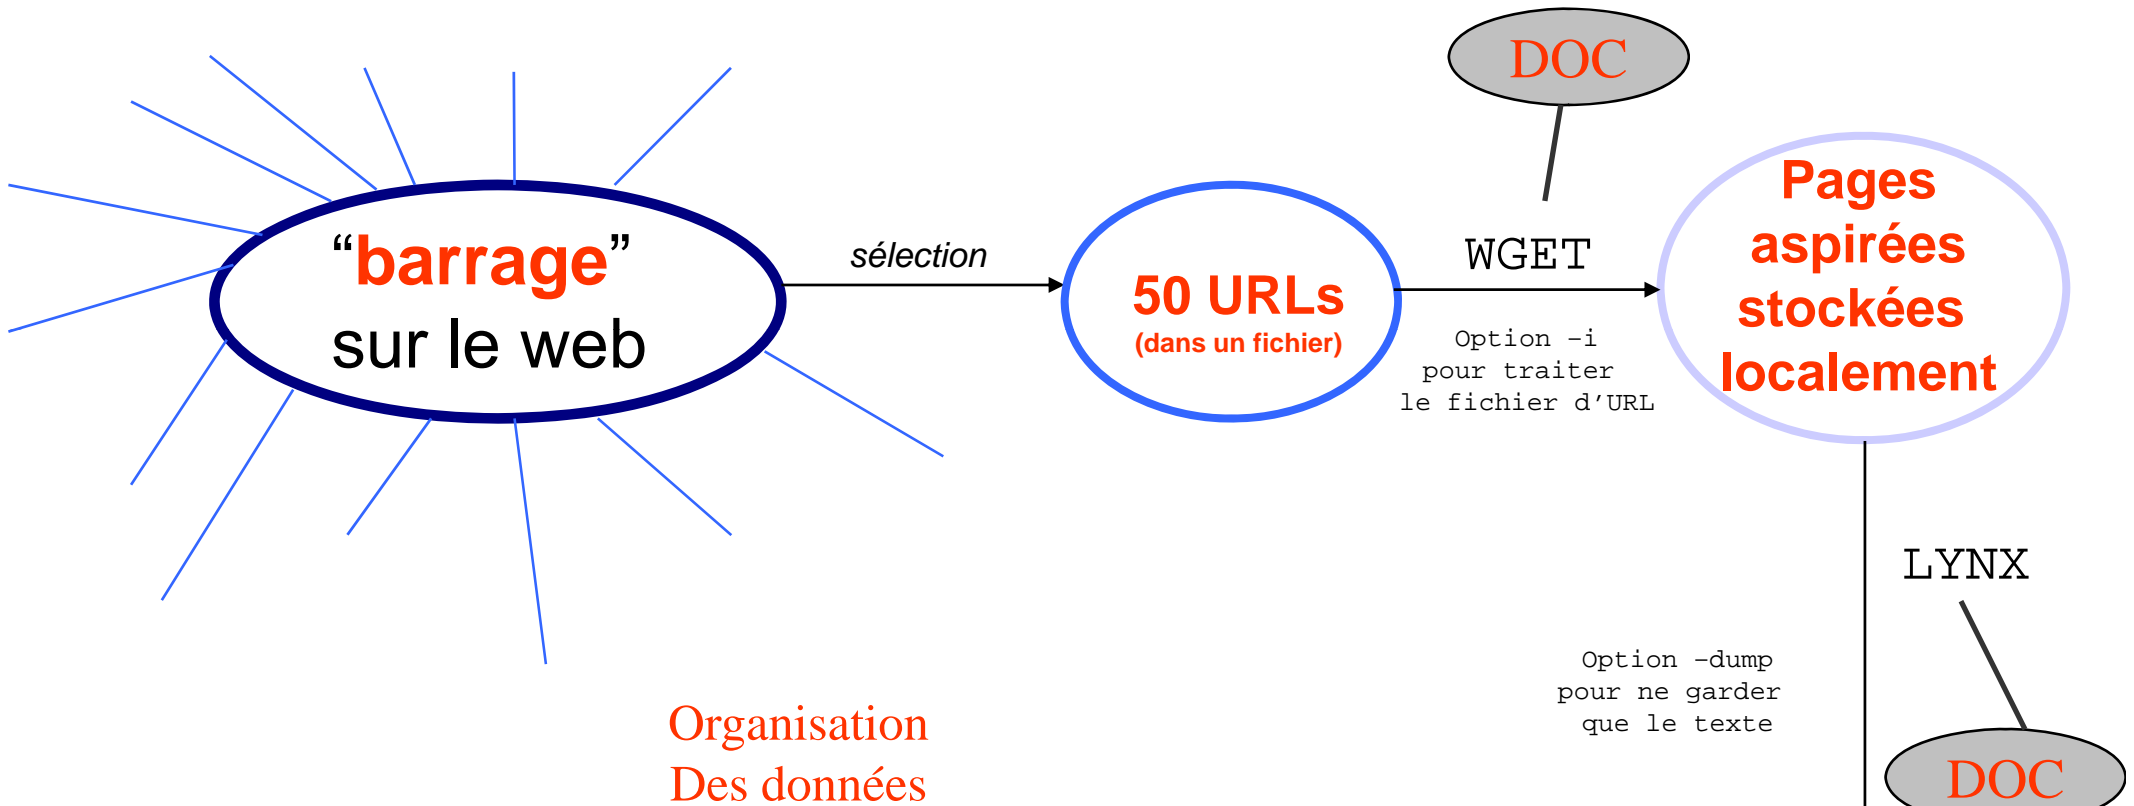 DOC
“barrage”
sur le web
sélection
50 URLs
(dans un fichier)
WGET
Option –i
pour traiter
le fichier d’URL
Pages
aspirées
stockées
localement
LYNX
Option –dump
pour ne garder
que le texte
DOC
Organisation
Des données